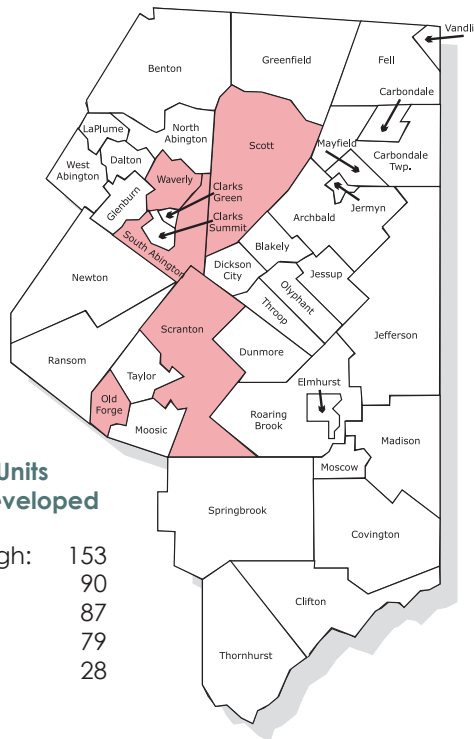 Vandli
Benton
Greenfield
Fell
Carbondale
LaPlume
North
Abington
Scott
Mayfield
Carbondale
Twp.
West
Abington
Dalton
Waverly
Clarks
Green
Jermyn
Glenburn
Clarks
Summit
Archbald
South Abington
Blakely
Dickson
City
Jessup
Newton
Olyphant
Throop
Scranton
Jefferson
Dunmore
Ransom
Taylor
Elmhurst
Old
Forge
Moosic
Roaring
Brook
Madison
Moscow
Units
eveloped
Springbrook
Covington
gh: 153
90
87
79
28
Clifton
Thornhurst